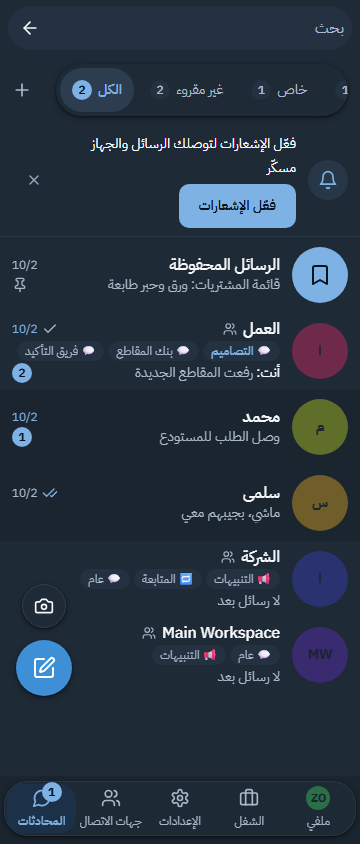 بحث
الكل 2
غير مقروء 2
خاص 1
1
فعّل الإشعارات لتوصلك الرسائل والجهاز
مسكّر
فعّل الإشعارات
الرسائل المحفوظة 10/2
قائمة المشتريات: ورق وحبر طابعة
ا
العمل 10/2
التصاميم
بنك المقاطع
فريق التأكيد
أنت: رفعت المقاطع الجديدة 2
م
محمد 10/2
وصل الطلب للمستودع 1
س
سلمى 10/2
ماشي، بجيبهم معي
ا
الشركة
التنبيهات
المتابعة
عام
لا رسائل بعد
MW
Main Workspace
عام
التنبيهات
لا رسائل بعد
ZO
1
ملفي
الشغل
الإعدادات
جهات الاتصال
المحادثات